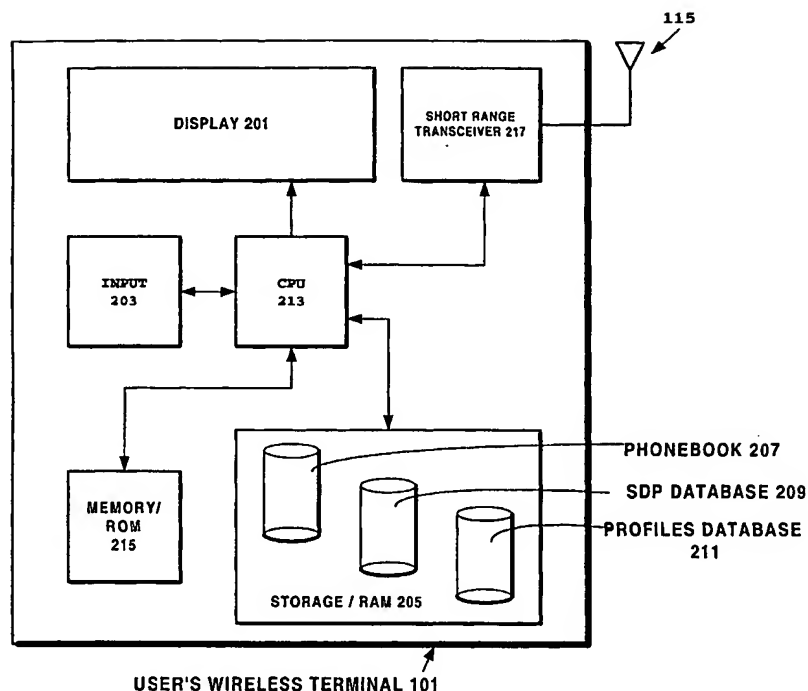 115
DISPLAY 201
SHORT RANGE
TRANSCEIVER 217
INPUT
203
CPU
213
MEMORY/
ROM
215
PHONEBOOK 207
SDP DATABASE 209
PROFILES DATABASE
211
STORAGE / RAM 205
USER'S WIRELESS TERMINAL 101